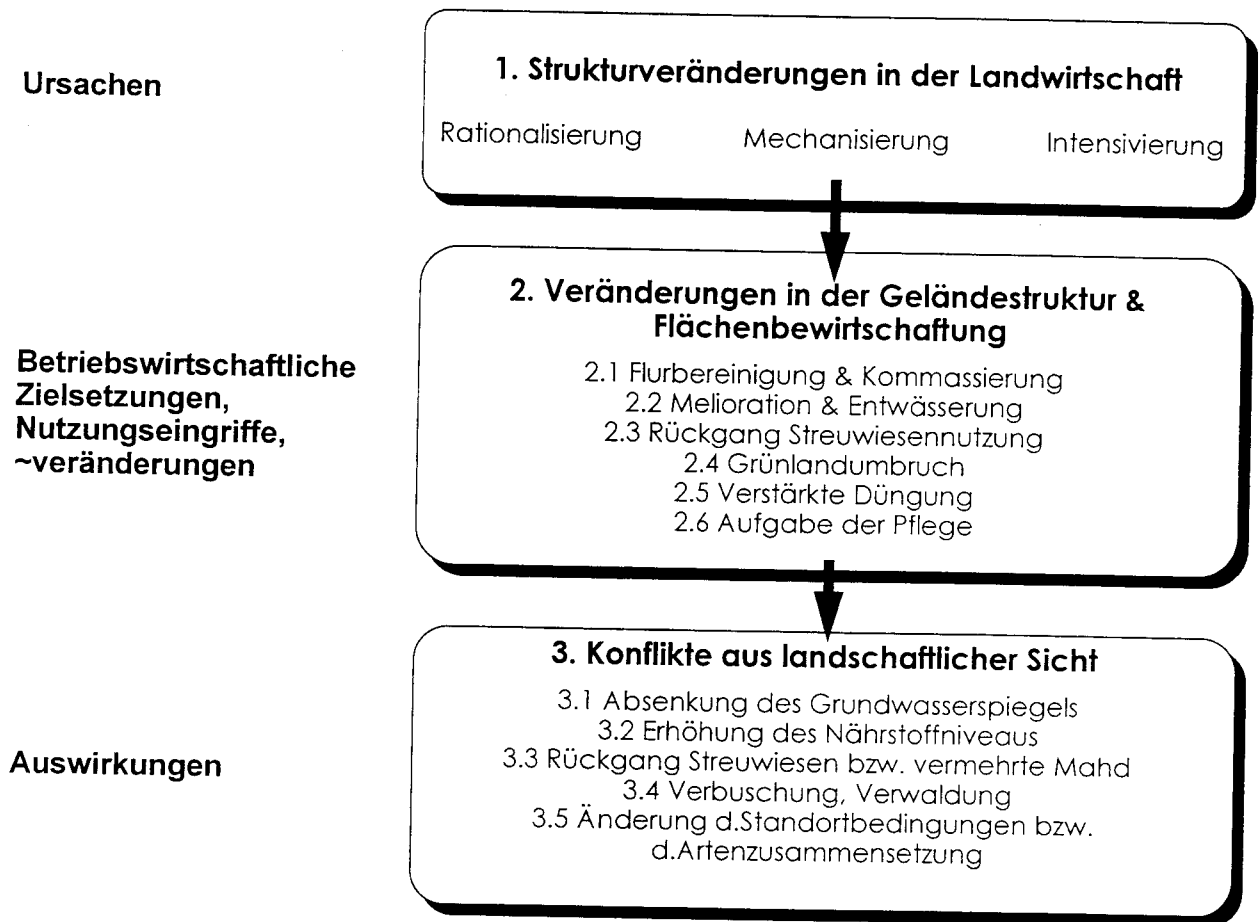 Ursachen
1. Strukturveränderungen in der Landwirtschaft
Rationalisierung Mechanisierung Intensivierung
Betriebswirtschaftliche
Zielsetzungen,
Nutzungseingriffe,
~veränderungen
2. Veränderungen in der Geländestruktur &
Flächenbewirtschaftung
2.1 Flurbereinigung & Kommassierung
2.2 Melioration & Entwässerung
2.3 Rückgang Streuwiesennutzung
2.4 Grünlandumbruch
2.5 Verstärkte Düngung
2.6 Aufgabe der Pflege
Auswirkungen
3. Konflikte aus landschaftlicher Sicht
3.1 Absenkung des Grundwasserspiegels
3.2 Erhöhung des Nährstoffniveaus
3.3 Rückgang Streuwiesen bzw. vermehrte Mahd
3.4 Verbuschung, Verwaldung
3.5 Änderung d.Standortbedingungen bzw.
d.Artenzusammensetzung